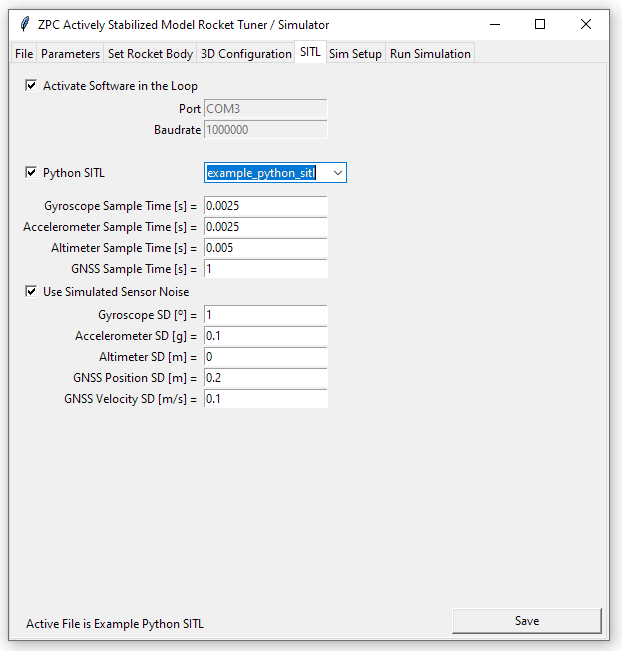 ZPC Actively Stabilized Model Rocket Tuner / Simulator
File Parameters Set Rocket Body 3D Configuration SITL Sim Setup Run Simulation
Activate Software in the Loop
Port COM3
Baudrate 1000000
Python SITL example_python_sitl
Gyroscope Sample Time [s] = 0.0025
Accelerometer Sample Time [s] = 0.0025
Altimeter Sample Time [s] = 0.005
GNSS Sample Time [s] = 1
Use Simulated Sensor Noise
Gyroscope SD [º] = 1
Accelerometer SD [g] = 0.1
Altimeter SD [m] = 0
GNSS Position SD [m] = 0.2
GNSS Velocity SD [m/s] = 0.1
Active File is Example Python SITL Save